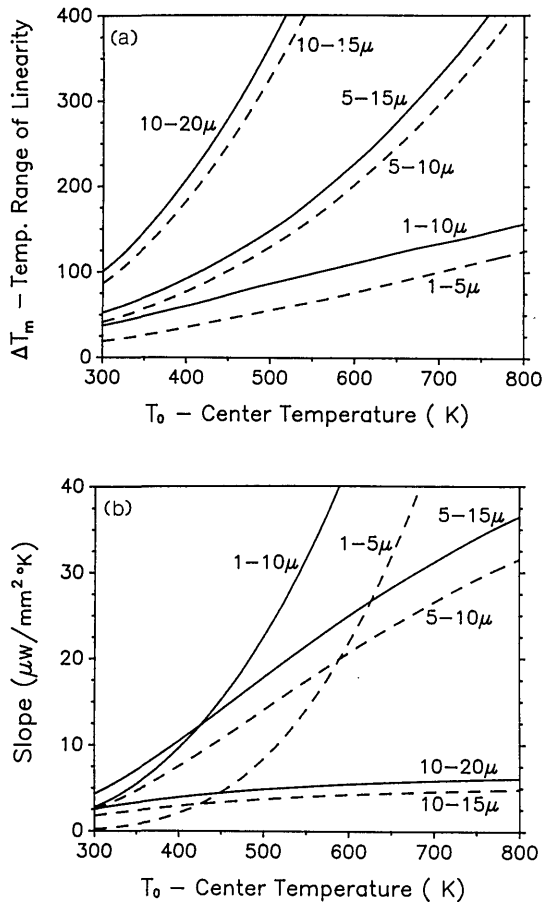 (a)
400
300
200
100
0
ΔTₘ – Temp. Range of Linearity
10–20μ
10–15μ
5–15μ
5–10μ
1–10μ
1–5μ
300 400 500 600 700 800
T₀ – Center Temperature ( K)
(b)
40
30
20
10
0
Slope (μw/mm²°K)
1–10μ
1–5μ
5–15μ
5–10μ
10–20μ
10–15μ
300 400 500 600 700 800
T₀ – Center Temperature ( K)